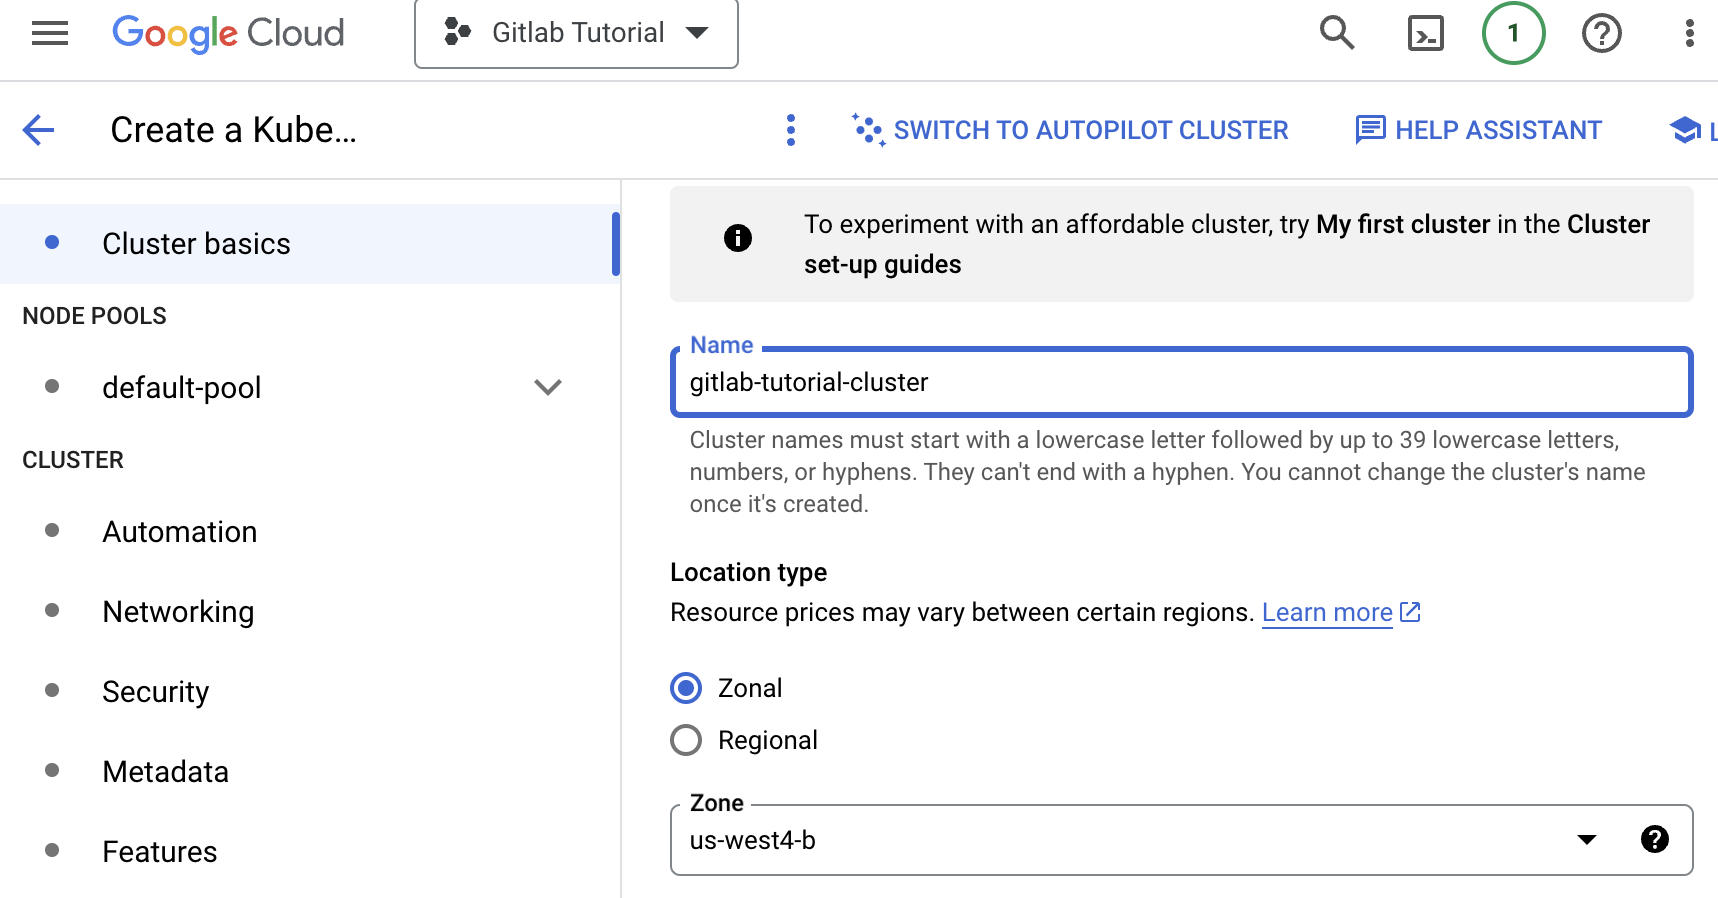 Google Cloud
Gitlab Tutorial
1
Create a Kube...
SWITCH TO AUTOPILOT CLUSTER
HELP ASSISTANT
L
Cluster basics
NODE POOLS
default-pool
CLUSTER
Automation
Networking
Security
Metadata
Features
To experiment with an affordable cluster, try My first cluster in the Cluster
set-up guides
Name
gitlab-tutorial-cluster
Cluster names must start with a lowercase letter followed by up to 39 lowercase letters,
numbers, or hyphens. They can't end with a hyphen. You cannot change the cluster's name
once it's created.
Location type
Resource prices may vary between certain regions. Learn more
Zonal
Regional
Zone
us-west4-b